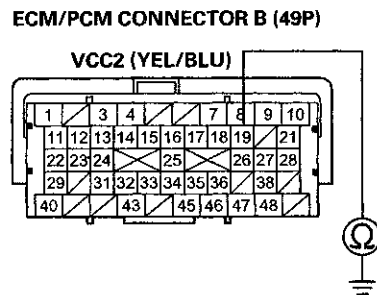 ECM/PCM CONNECTOR B (49P)
VCC2 (YEL/BLU)
1 3 4 7 8 9 10
11 12 13 14 15 16 17 18 19 21
22 23 24 25 26 27 28
29 31 32 33 34 35 36 38
40 43 45 46 47 48
Ω